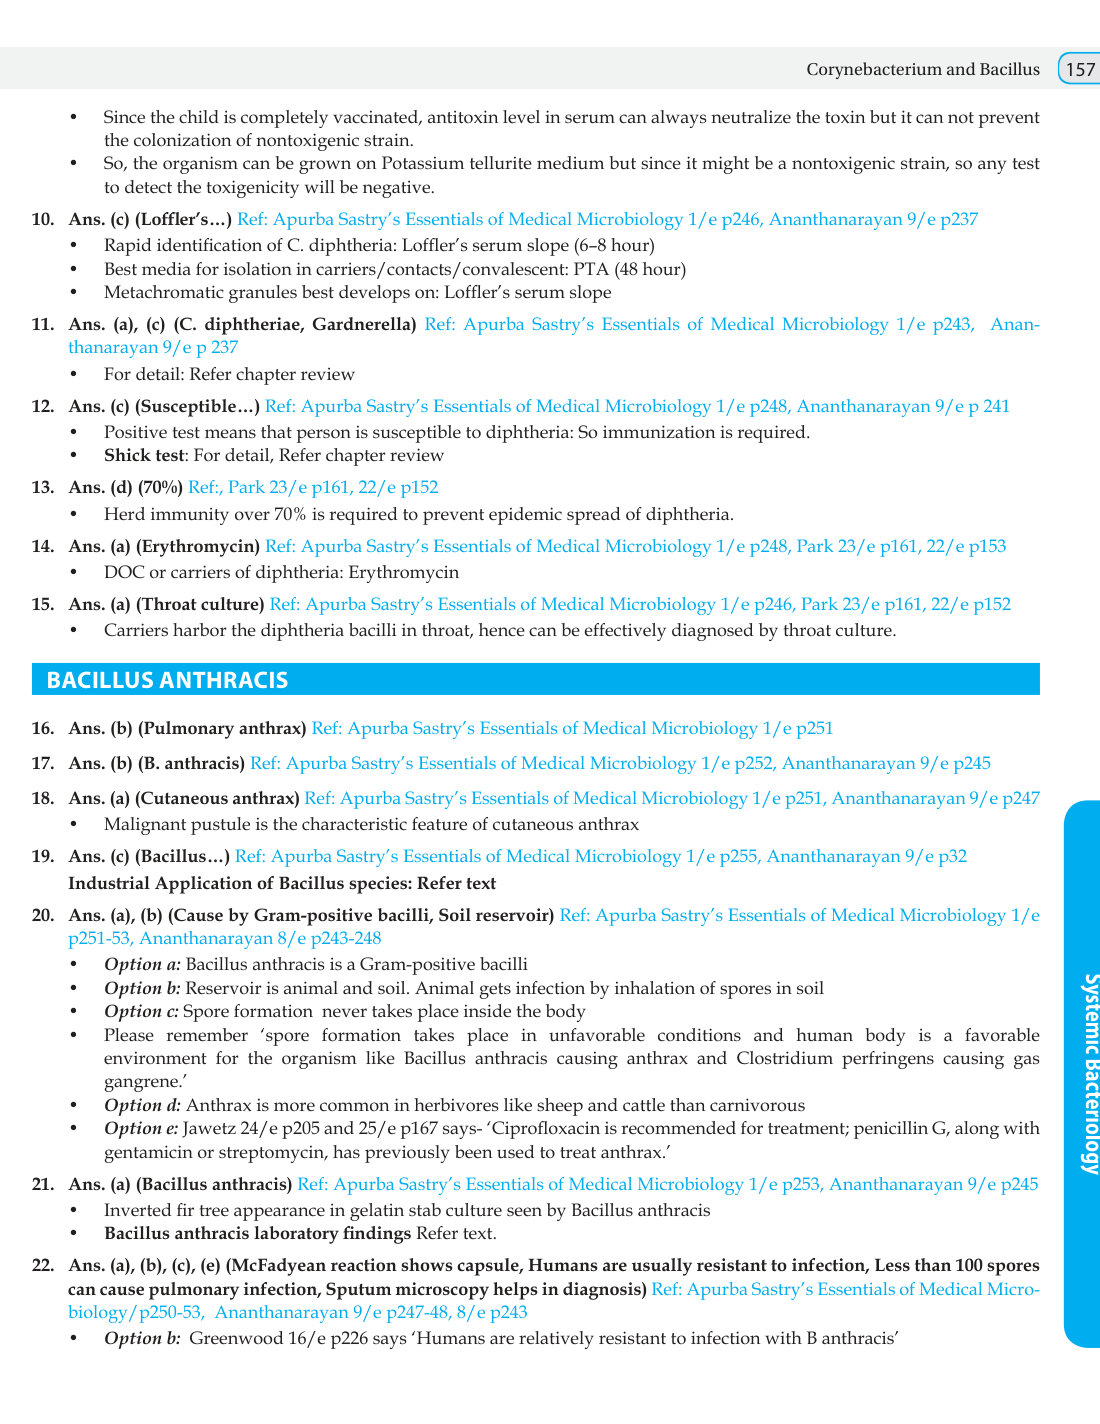 Corynebacterium and Bacillus 157
• Since the child is completely vaccinated, antitoxin level in serum can always neutralize the toxin but it can not prevent
the colonization of nontoxigenic strain.
• So, the organism can be grown on Potassium tellurite medium but since it might be a nontoxigenic strain, so any test
to detect the toxigenicity will be negative.
10. Ans. (c) (Loffler’s…) Ref: Apurba Sastry’s Essentials of Medical Microbiology 1/e p246, Ananthanarayan 9/e p237
• Rapid identification of C. diphtheria: Loffler’s serum slope (6–8 hour)
• Best media for isolation in carriers/contacts/convalescent: PTA (48 hour)
• Metachromatic granules best develops on: Loffler’s serum slope
11. Ans. (a), (c) (C. diphtheriae, Gardnerella) Ref: Apurba Sastry’s Essentials of Medical Microbiology 1/e p243, Anan-
thanarayan 9/e p 237
• For detail: Refer chapter review
12. Ans. (c) (Susceptible…) Ref: Apurba Sastry’s Essentials of Medical Microbiology 1/e p248, Ananthanarayan 9/e p 241
• Positive test means that person is susceptible to diphtheria: So immunization is required.
• Shick test: For detail, Refer chapter review
13. Ans. (d) (70%) Ref:, Park 23/e p161, 22/e p152
• Herd immunity over 70% is required to prevent epidemic spread of diphtheria.
14. Ans. (a) (Erythromycin) Ref: Apurba Sastry’s Essentials of Medical Microbiology 1/e p248, Park 23/e p161, 22/e p153
• DOC or carriers of diphtheria: Erythromycin
15. Ans. (a) (Throat culture) Ref: Apurba Sastry’s Essentials of Medical Microbiology 1/e p246, Park 23/e p161, 22/e p152
• Carriers harbor the diphtheria bacilli in throat, hence can be effectively diagnosed by throat culture.
BACILLUS ANTHRACIS
16. Ans. (b) (Pulmonary anthrax) Ref: Apurba Sastry’s Essentials of Medical Microbiology 1/e p251
17. Ans. (b) (B. anthracis) Ref: Apurba Sastry’s Essentials of Medical Microbiology 1/e p252, Ananthanarayan 9/e p245
18. Ans. (a) (Cutaneous anthrax) Ref: Apurba Sastry’s Essentials of Medical Microbiology 1/e p251, Ananthanarayan 9/e p247
• Malignant pustule is the characteristic feature of cutaneous anthrax
19. Ans. (c) (Bacillus…) Ref: Apurba Sastry’s Essentials of Medical Microbiology 1/e p255, Ananthanarayan 9/e p32
Industrial Application of Bacillus species: Refer text
20. Ans. (a), (b) (Cause by Gram-positive bacilli, Soil reservoir) Ref: Apurba Sastry’s Essentials of Medical Microbiology 1/e
p251-53, Ananthanarayan 8/e p243-248
• Option a: Bacillus anthracis is a Gram-positive bacilli
• Option b: Reservoir is animal and soil. Animal gets infection by inhalation of spores in soil
• Option c: Spore formation never takes place inside the body
• Please remember ‘spore formation takes place in unfavorable conditions and human body is a favorable
environment for the organism like Bacillus anthracis causing anthrax and Clostridium perfringens causing gas
gangrene.’
• Option d: Anthrax is more common in herbivores like sheep and cattle than carnivorous
• Option e: Jawetz 24/e p205 and 25/e p167 says- ‘Ciprofloxacin is recommended for treatment; penicillin G, along with
gentamicin or streptomycin, has previously been used to treat anthrax.’
21. Ans. (a) (Bacillus anthracis) Ref: Apurba Sastry’s Essentials of Medical Microbiology 1/e p253, Ananthanarayan 9/e p245
• Inverted fir tree appearance in gelatin stab culture seen by Bacillus anthracis
• Bacillus anthracis laboratory findings Refer text.
22. Ans. (a), (b), (c), (e) (McFadyean reaction shows capsule, Humans are usually resistant to infection, Less than 100 spores
can cause pulmonary infection, Sputum microscopy helps in diagnosis) Ref: Apurba Sastry’s Essentials of Medical Micro-
biology/p250-53, Ananthanarayan 9/e p247-48, 8/e p243
• Option b: Greenwood 16/e p226 says ‘Humans are relatively resistant to infection with B anthracis’
Systemic Bacteriology